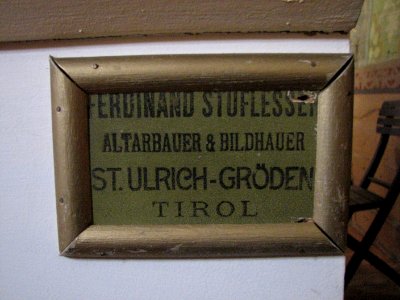 FERDINAND STUFLESSER
ALTARBAUER & BILDHAUER
ST. ULRICH-GRÖDEN
TIROL